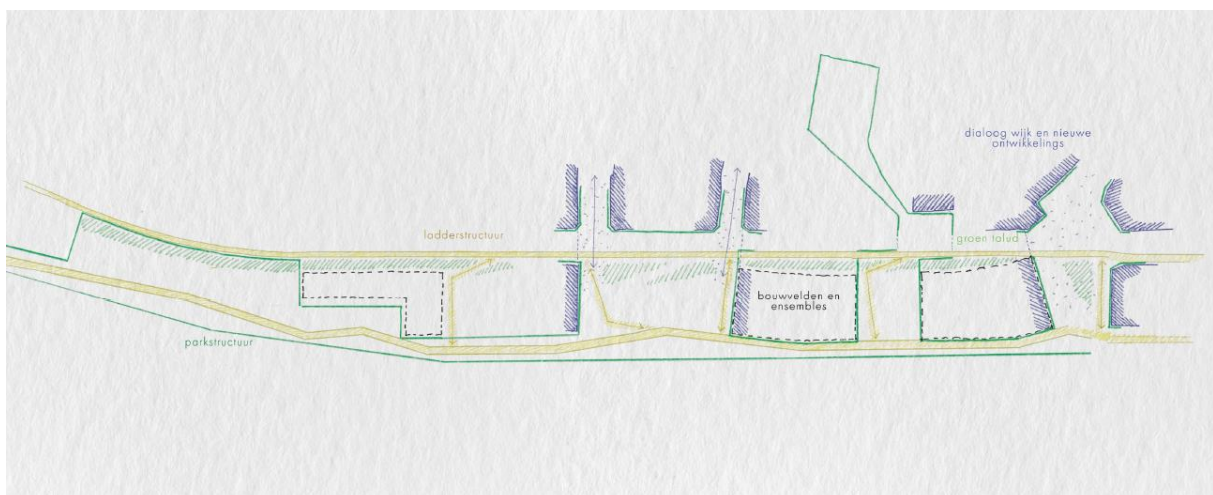 dialoog wijk en nieuwe
ontwikkelings
ladderstructuur
groen talud
bouwvelden en
ensembles
parkstructuur